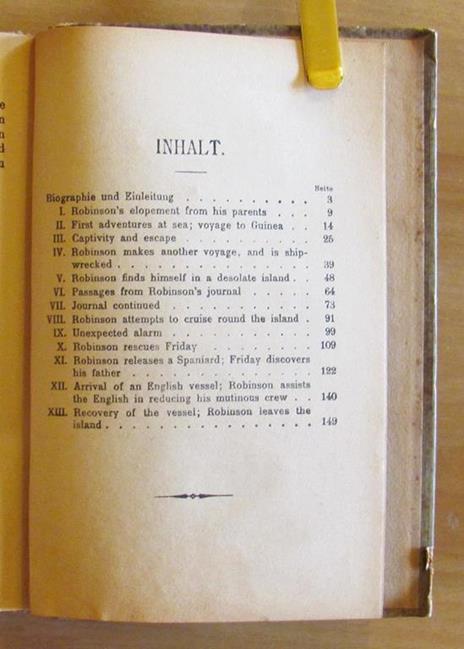 INHALT.
Seite
Biographie und Einleitung . . . . . . . . . . 3
I. Robinson's elopement from his parents . . . 9
II. First adventures at sea; voyage to Guinea . . 14
III. Captivity and escape . . . . . . . . . . 25
IV. Robinson makes another voyage, and is ship-
wrecked . . . . . . . . . . . . . . . 39
V. Robinson finds himself in a desolate island . . 48
VI. Passages from Robinson's journal . . . . . 64
VII. Journal continued . . . . . . . . . . . 73
VIII. Robinson attempts to cruise round the island . 91
IX. Unexpected alarm . . . . . . . . . . . 99
X. Robinson rescues Friday . . . . . . . . 109
XI. Robinson releases a Spaniard; Friday discovers
his father . . . . . . . . . . . . . . 122
XII. Arrival of an English vessel; Robinson assists
the English in reducing his mutinous crew . . 140
XIII. Recovery of the vessel; Robinson leaves the
island . . . . . . . . . . . . . . . . 149